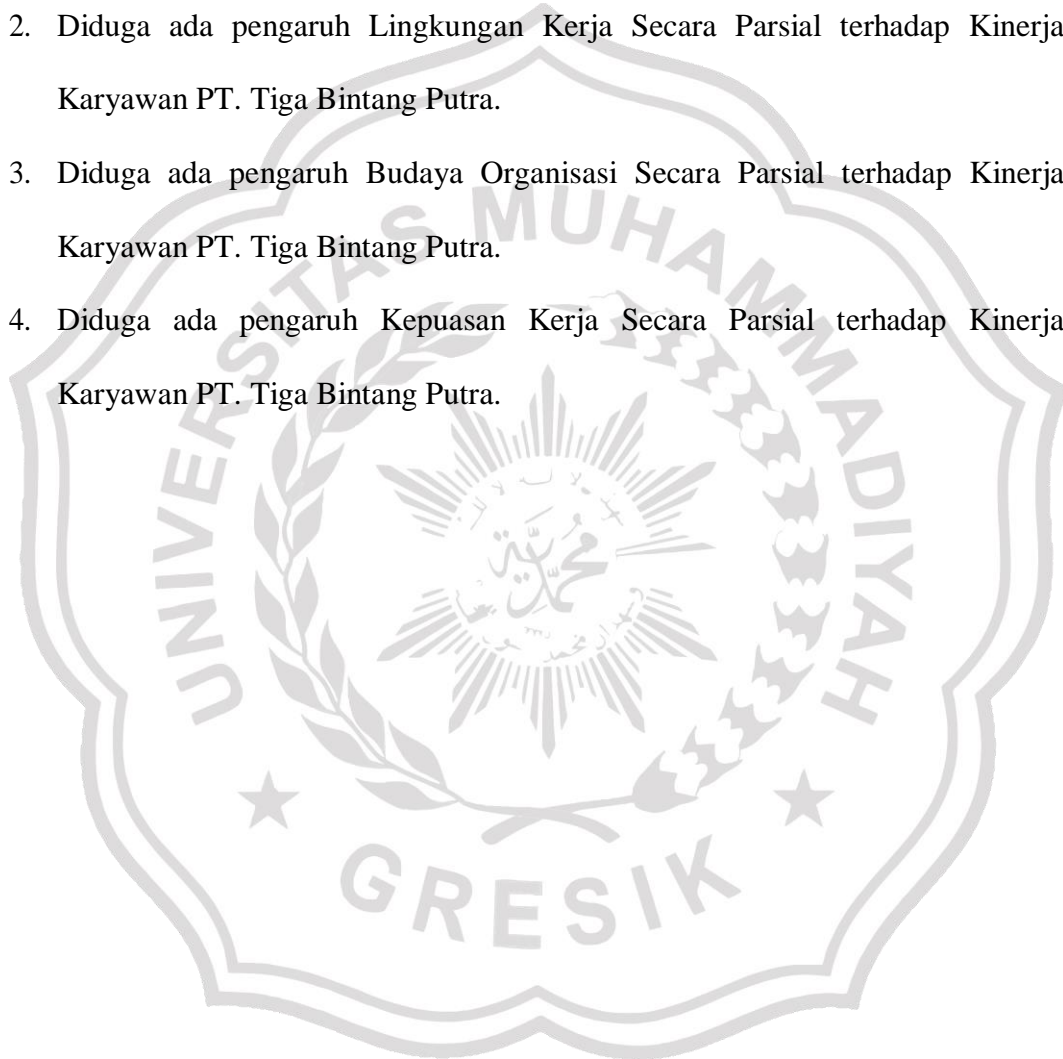 2. Diduga ada pengaruh Lingkungan Kerja Secara Parsial terhadap Kinerja
Karyawan PT. Tiga Bintang Putra.
3. Diduga ada pengaruh Budaya Organisasi Secara Parsial terhadap Kinerja
Karyawan PT. Tiga Bintang Putra.
4. Diduga ada pengaruh Kepuasan Kerja Secara Parsial terhadap Kinerja
Karyawan PT. Tiga Bintang Putra.
UNIVERSITAS MUHAMMADIYAH
GRESIK